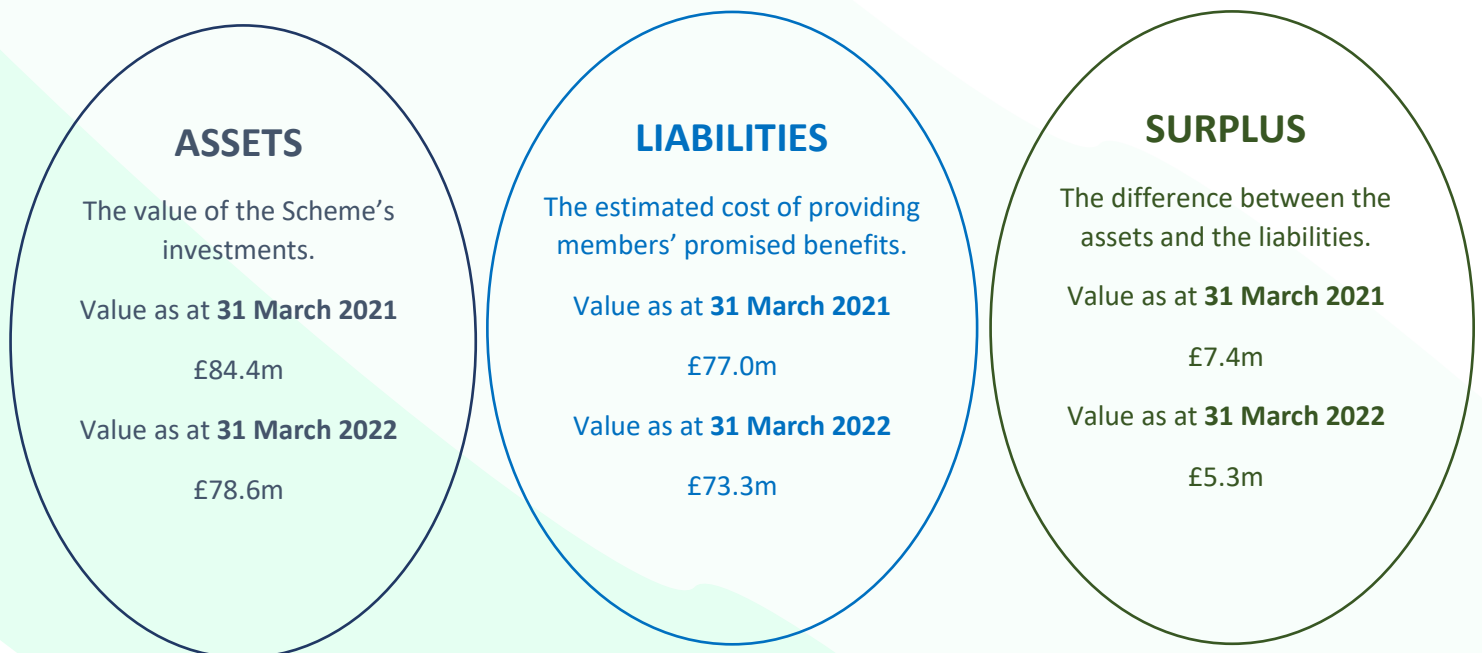 ASSETS
The value of the Scheme’s
investments.
Value as at 31 March 2021
£84.4m
Value as at 31 March 2022
£78.6m
LIABILITIES
The estimated cost of providing
members’ promised benefits.
Value as at 31 March 2021
£77.0m
Value as at 31 March 2022
£73.3m
SURPLUS
The difference between the
assets and the liabilities.
Value as at 31 March 2021
£7.4m
Value as at 31 March 2022
£5.3m